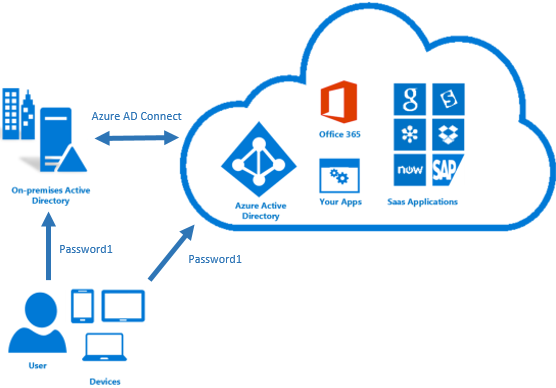 Azure AD Connect
Office 365
g
now
SAP
On-premises Active
Directory
Azure Active
Directory
Your Apps
Saas Applications
Password1
Password1
User
Devices